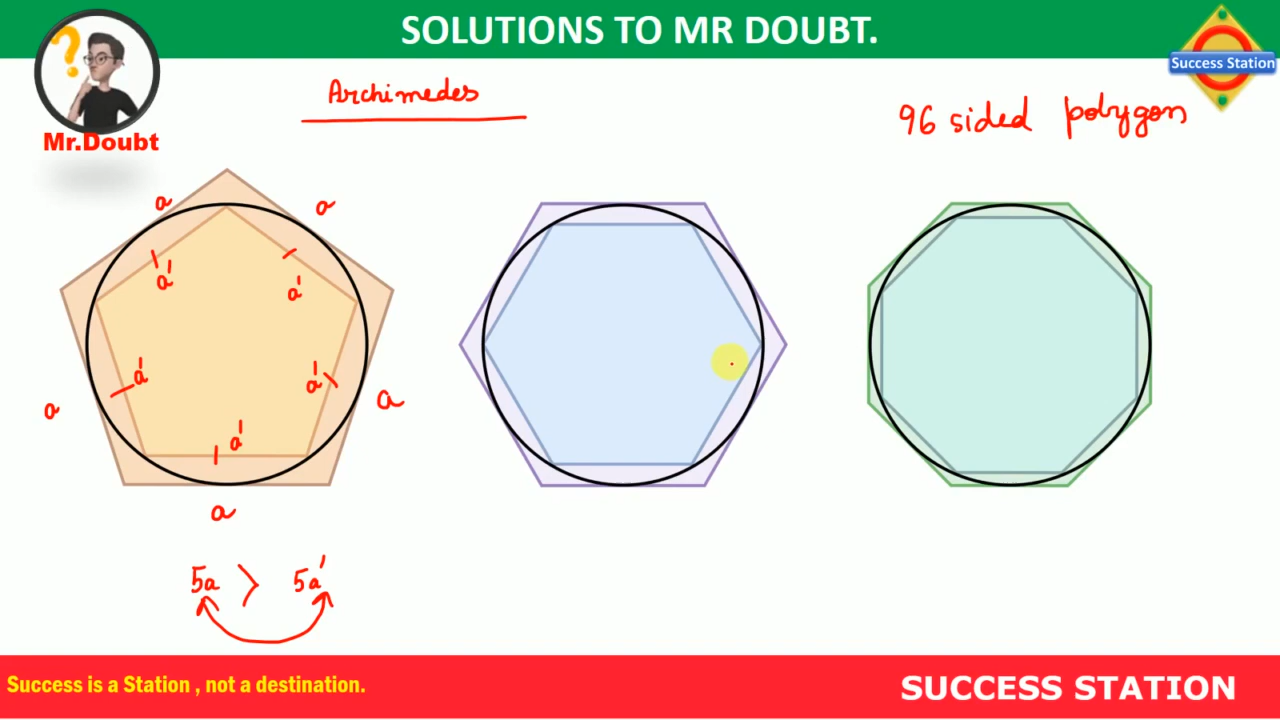 SOLUTIONS TO MR DOUBT.
?
Success Station
Mr.Doubt
Archimedes
96 sided polygon
a
a
a'
a'
a'
a'
a
a
a'
a
5a > 5a'
Success is a Station , not a destination.
SUCCESS STATION